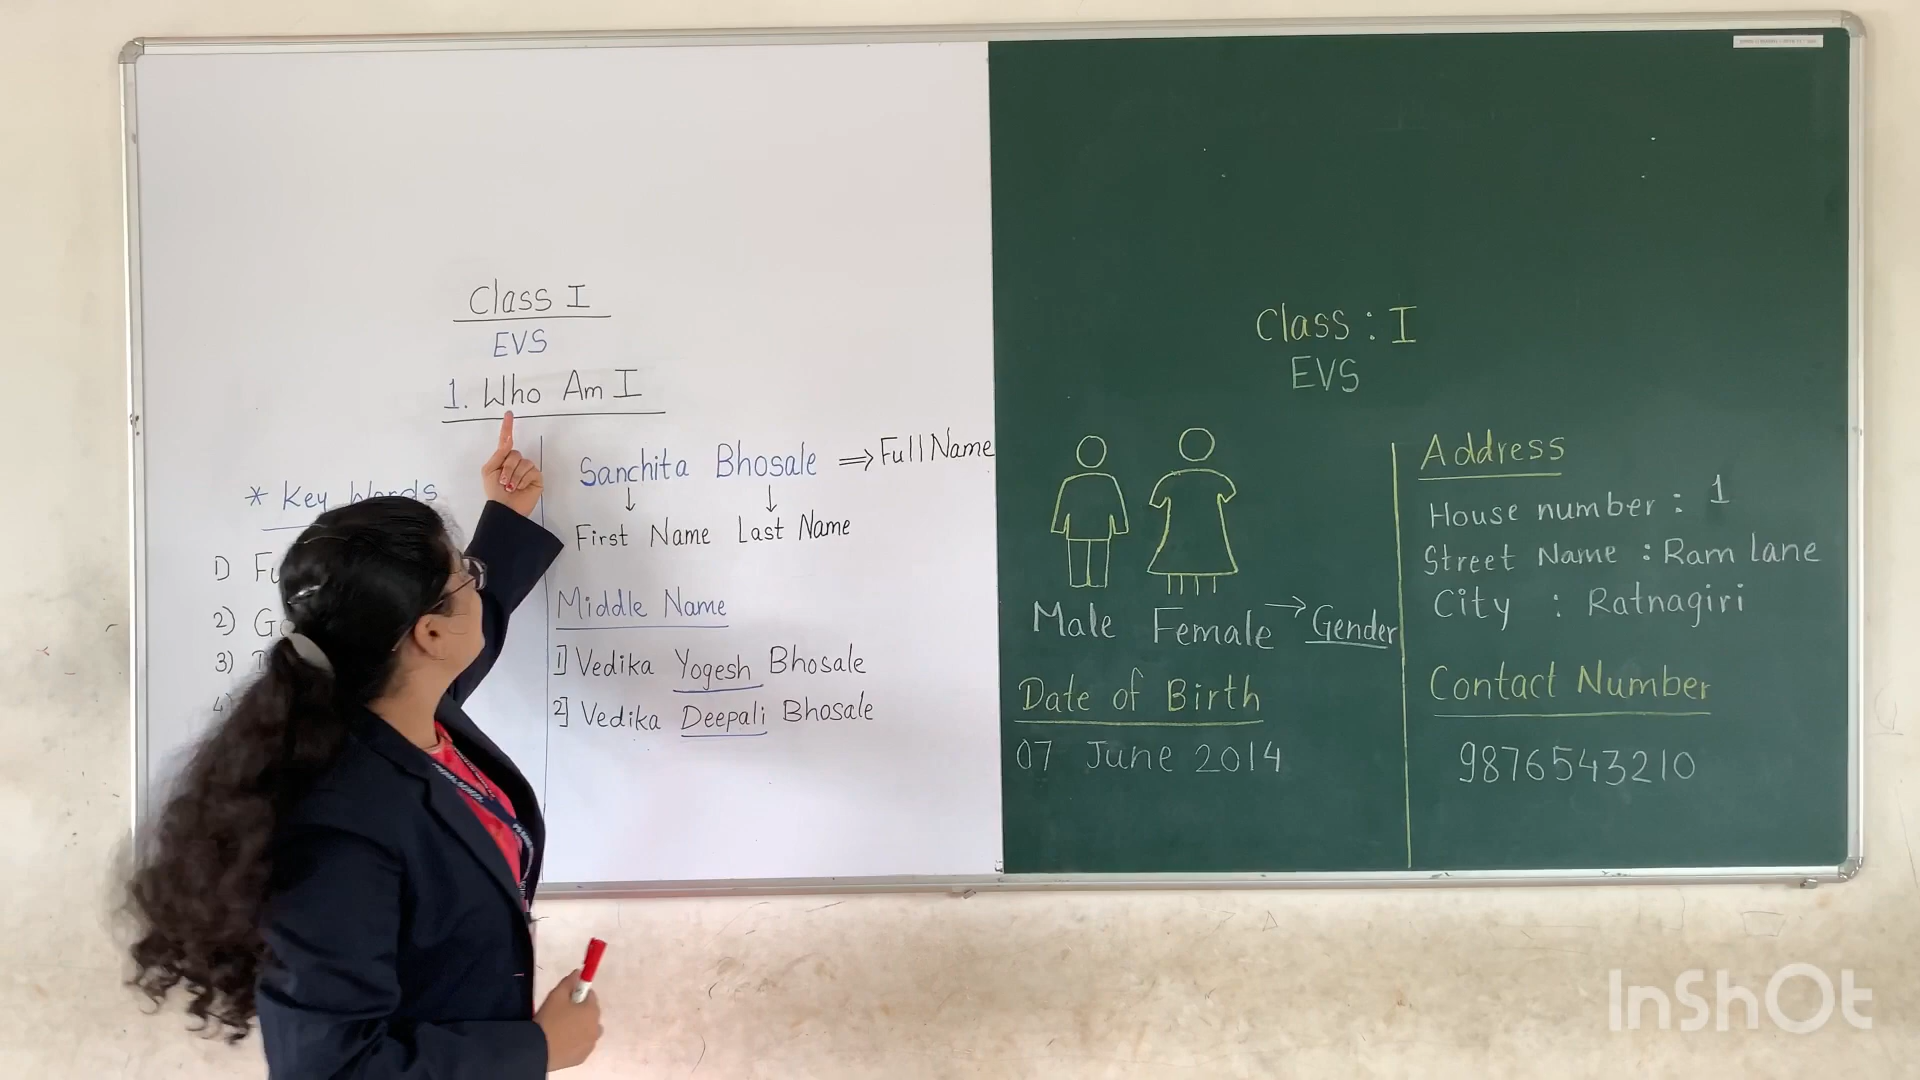 Class I
EVS
1. Who Am I
* Key Words
1)
2)
3)
4)
Sanchita Bhosale ⇒ Full Name
↓ ↓
First Name Last Name
Middle Name
1] Vedika Yogesh Bhosale
2] Vedika Deepali Bhosale
Class : I
EVS
Male Female → Gender
Date of Birth
07 June 2014
Address
House number : 1
Street Name : Ram lane
City : Ratnagiri
Contact Number
9876543210
InShOt